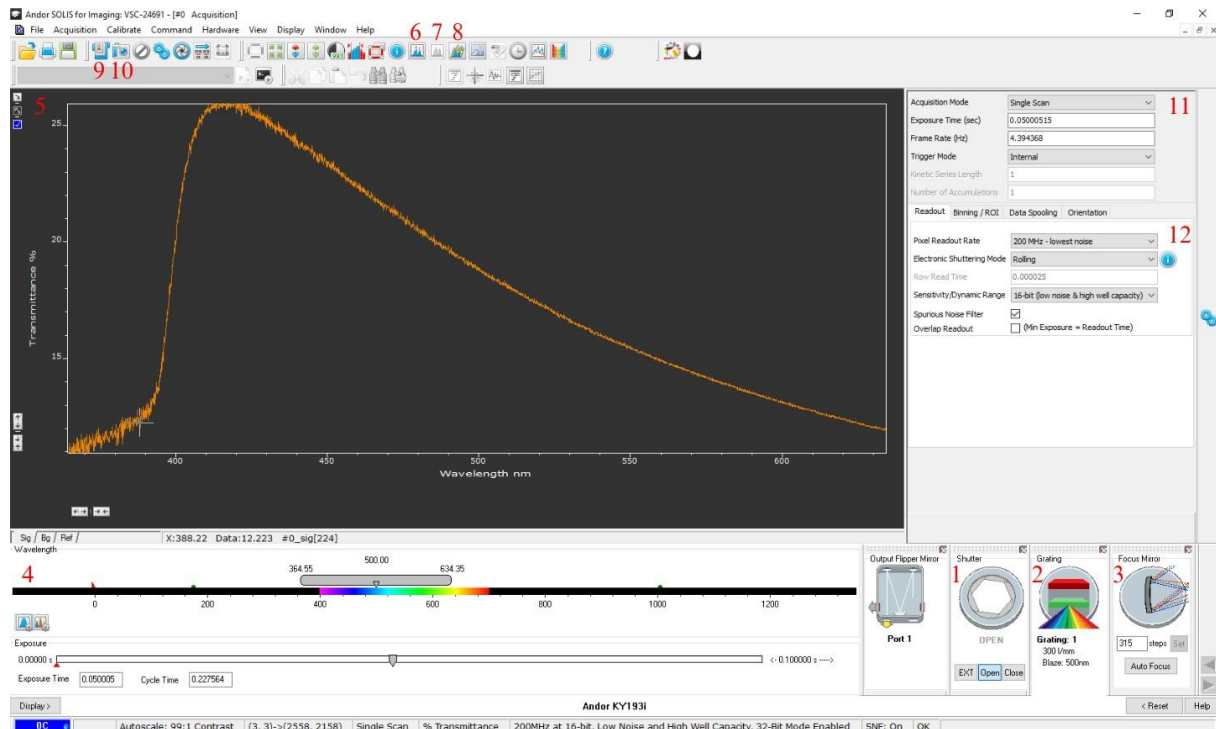 Andor SOLIS for Imaging: VSC-24691 - [#0 Acquisition]
File Acquisition Calibrate Command Hardware View Display Window Help
6 7 8
9 10
5
25
20
15
Transmittance %
400 450 500 550 600
Wavelength nm
Sig / Bg / Ref / X:388.22 Data:12.223 #0_sig[224]
Acquisition Mode Single Scan 11
Exposure Time (sec) 0.05000515
Frame Rate (Hz) 4.394368
Trigger Mode Internal
Kinetic Series Length 1
Number of Accumulations 1
Readout Binning / ROI Data Spooling Orientation
Pixel Readout Rate 200 MHz - lowest noise 12
Electronic Shuttering Mode Rolling
Row Read Time 0.000025
Sensitivity/Dynamic Range 16-bit (low noise & high well capacity)
Spurious Noise Filter
Overlap Readout (Min Exposure = Readout Time)
Wavelength
4
500.00
364.55 634.35
0 200 400 600 800 1000 1200
Exposure
0.00000 s <- 0.100000 s ---->
Exposure Time 0.050005 Cycle Time 0.227564
Output Flipper Mirror
Port 1
Shutter
1
OPEN
EXT Open Close
Grating
2
Grating: 1
300 l/mm
Blaze: 500nm
Focus Mirror
3
315 steps Set
Auto Focus
Display > Andor KY193i < Reset Help
0C Autoscale: 99:1 Contrast (3, 3)->(2558, 2158) Single Scan % Transmittance 200MHz at 16-bit, Low Noise and High Well Capacity, 32-Bit Mode Enabled SNF: On OK